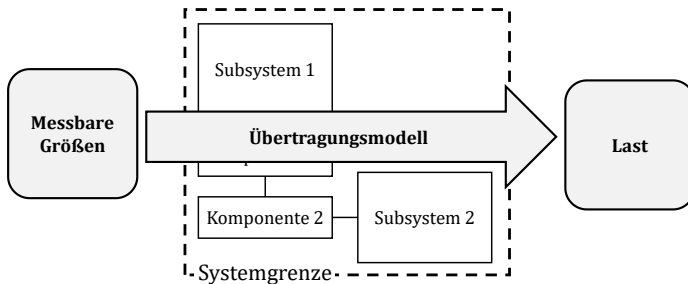 Subsystem 1
Messbare
Größen
Übertragungsmodell
Last
Komponente 2
Subsystem 2
Systemgrenze